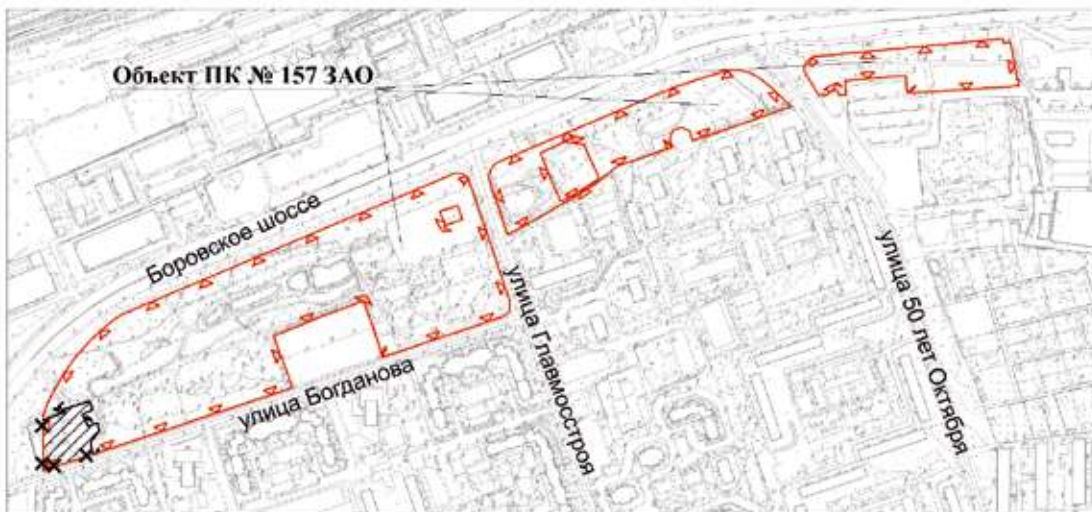 Объект ПК № 157 ЗАО
Боровское шоссе
улица Богданова
улица Главмосстроя
улица 50 лет Октября